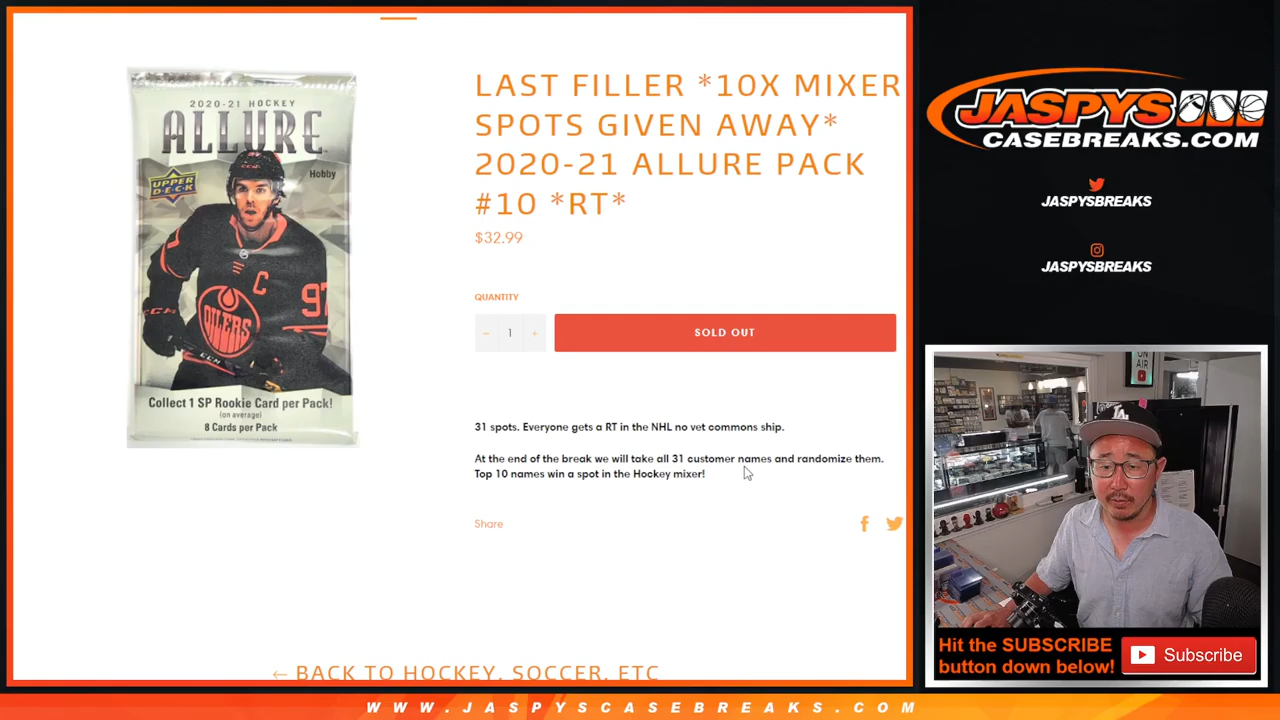 LAST FILLER *10X MIXER
SPOTS GIVEN AWAY*
2020-21 ALLURE PACK
#10 *RT*
$32.99
QUANTITY
− 1 +
SOLD OUT
31 spots. Everyone gets a RT in the NHL no vet commons ship.
At the end of the break we will take all 31 customer names and randomize them.
Top 10 names win a spot in the Hockey mixer!
Share
← BACK TO HOCKEY, SOCCER, ETC
2020-21 HOCKEY
ALLURE
Hobby
UPPER DECK
C
97
OILERS
Collect 1 SP Rookie Card per Pack!
(on average)
8 Cards per Pack
JASPYS
CASEBREAKS.COM
JASPYSBREAKS
JASPYSBREAKS
ON AIR
LA
Hit the SUBSCRIBE
button down below!
Subscribe
WWW.JASPYSCASEBREAKS.COM